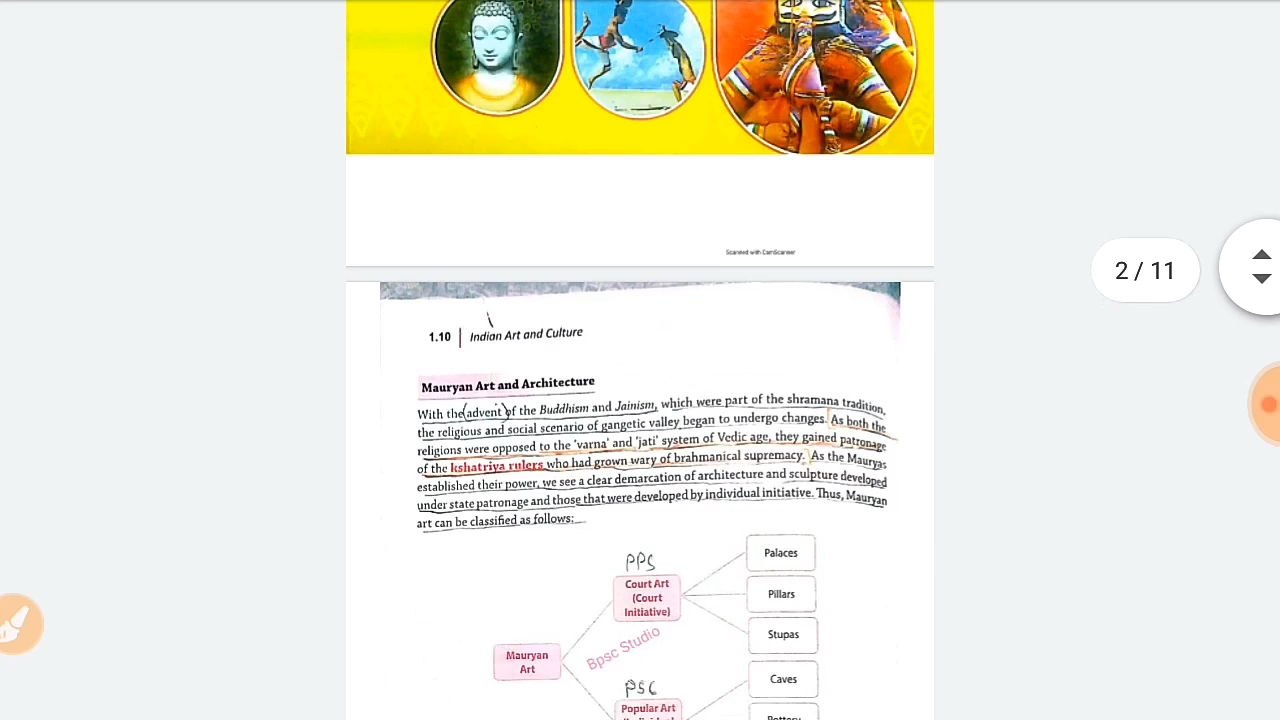 Scanned with CamScanner
2 / 11
1.10 | Indian Art and Culture
Mauryan Art and Architecture
With the (advent) of the Buddhism and Jainism, which were part of the shramana tradition,
the religious and social scenario of gangetic valley began to undergo changes. As both the
religions were opposed to the 'varna' and 'jati' system of Vedic age, they gained patronage
of the kshatriya rulers who had grown wary of brahmanical supremacy. As the Mauryas
established their power, we see a clear demarcation of architecture and sculpture developed
under state patronage and those that were developed by individual initiative. Thus, Mauryan
art can be classified as follows:
PPS
Court Art
(Court
Initiative)
Palaces
Pillars
Stupas
Bpsc Studio
Mauryan
Art
PSC
Popular Art
Caves
Pottery